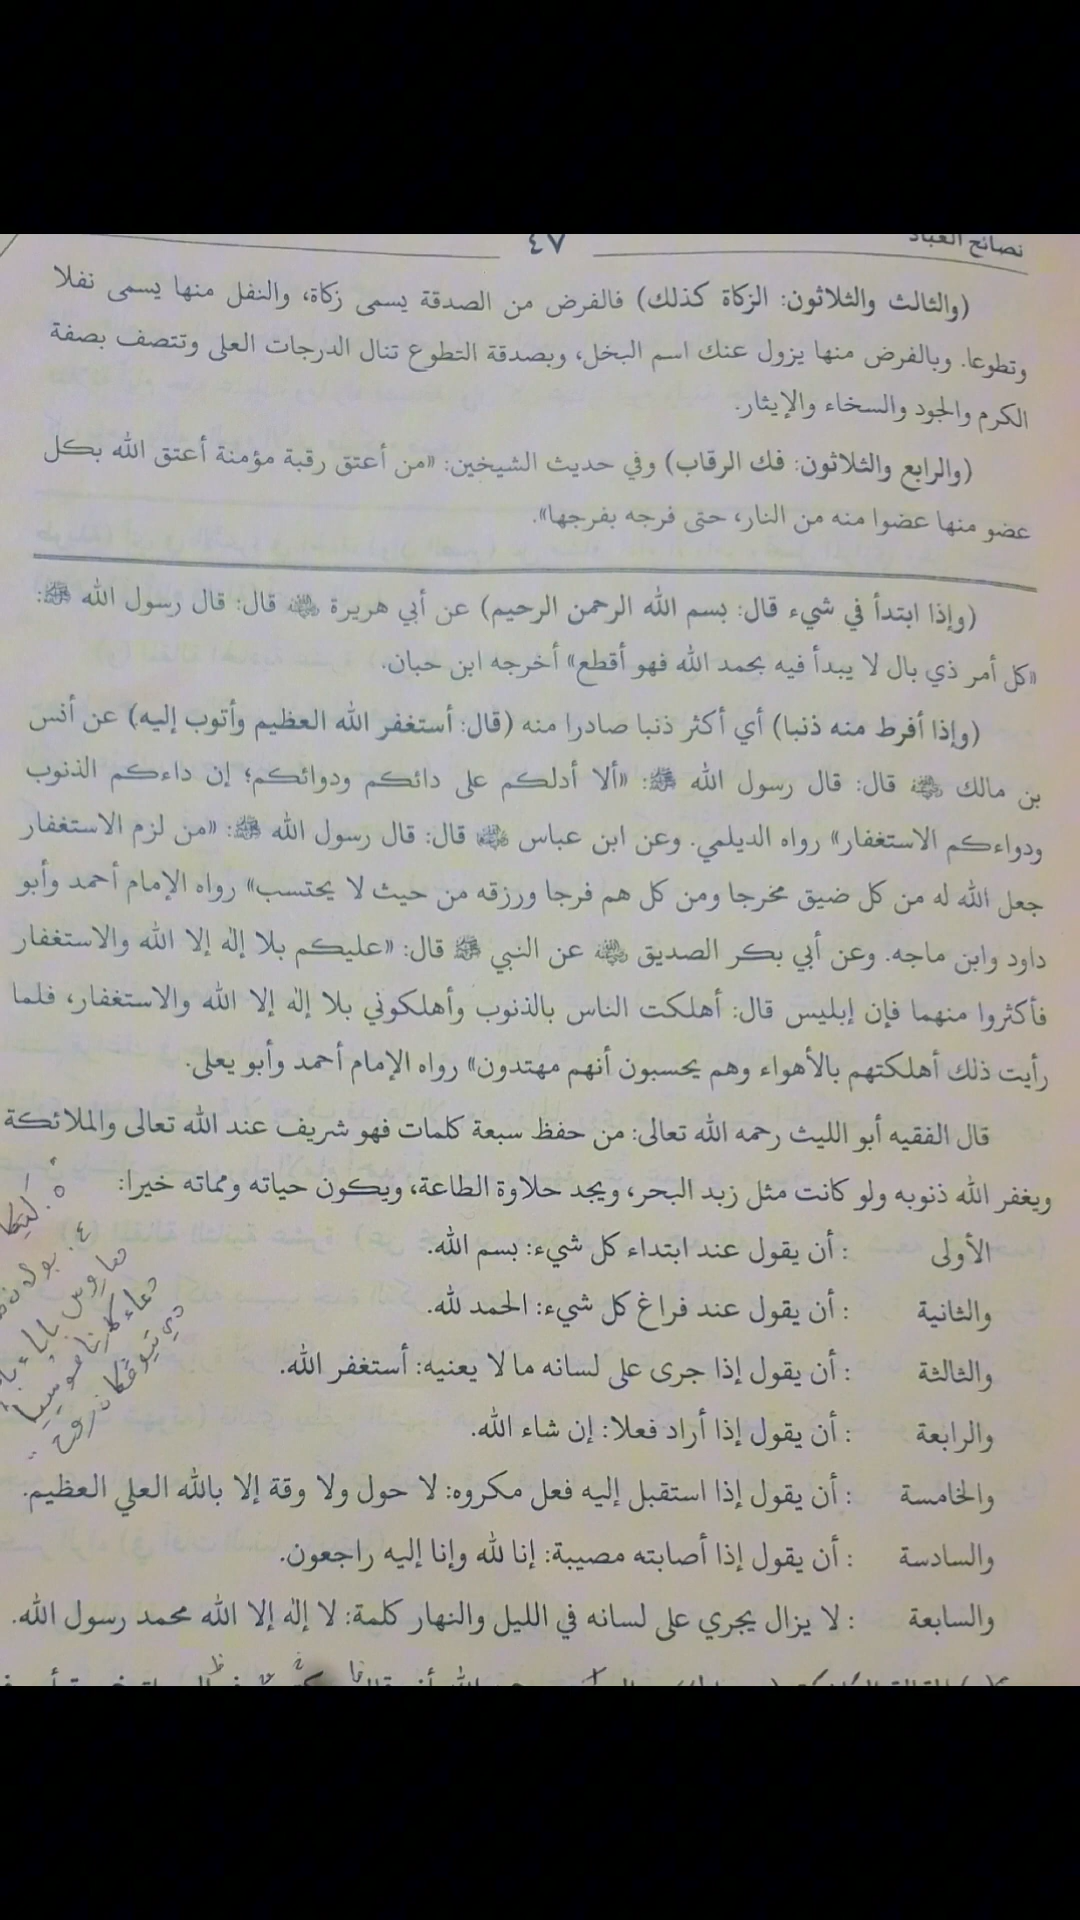 نصائح العباد
٤٧
(والثالث والثلاثون: الزكاة كذلك) فالفرض من الصدقة يسمى زكاة، والنفل منها يسمى نفلا
وتطوعا. وبالفرض منها يزول عنك اسم البخل، وبصدقة التطوع تنال الدرجات العلى وتتصف بصفة
الكرم والجود والسخاء والإيثار.
(والرابع والثلاثون: فك الرقاب) وفي حديث الشيخين: «من أعتق رقبة مؤمنة أعتق الله بكل
عضو منها عضوا منه من النار، حتى فرجه بفرجها».
(وإذا ابتدأ في شيء قال: بسم الله الرحمن الرحيم) عن أبي هريرة رضي الله عنه قال: قال رسول الله ﷺ:
«كل أمر ذي بال لا يبدأ فيه بحمد الله فهو أقطع» أخرجه ابن حبان.
(وإذا أفرط منه ذنبا) أي أكثر ذنبا صادرا منه (قال: أستغفر الله العظيم وأتوب إليه) عن أنس
بن مالك رضي الله عنه قال: قال رسول الله ﷺ: «ألا أدلكم على دائكم ودوائكم؛ إن داءكم الذنوب
ودواءكم الاستغفار» رواه الديلمي. وعن ابن عباس رضي الله عنه قال: قال رسول الله ﷺ: «من لزم الاستغفار
جعل الله له من كل ضيق مخرجا ومن كل هم فرجا ورزقه من حيث لا يحتسب» رواه الإمام أحمد وأبو
داود وابن ماجه. وعن أبي بكر الصديق رضي الله عنه عن النبي ﷺ قال: «عليكم بلا إله إلا الله والاستغفار
فأكثروا منهما فإن إبليس قال: أهلكت الناس بالذنوب وأهلكوني بلا إله إلا الله والاستغفار، فلما
رأيت ذلك أهلكتهم بالأهواء وهم يحسبون أنهم مهتدون» رواه الإمام أحمد وأبو يعلى.
قال الفقيه أبو الليث رحمه الله تعالى: من حفظ سبعة كلمات فهو شريف عند الله تعالى والملائكة
ويغفر الله ذنوبه ولو كانت مثل زبد البحر، ويجد حلاوة الطاعة، ويكون حياته ومماته خيرا:
الأولى : أن يقول عند ابتداء كل شيء: بسم الله.
والثانية : أن يقول عند فراغ كل شيء: الحمد لله.
والثالثة : أن يقول إذا جرى على لسانه ما لا يعنيه: أستغفر الله.
والرابعة : أن يقول إذا أراد فعلا: إن شاء الله.
والخامسة : أن يقول إذا استقبل إليه فعل مكروه: لا حول ولا وقة إلا بالله العلي العظيم.
والسادسة : أن يقول إذا أصابته مصيبة: إنا لله وإنا إليه راجعون.
والسابعة : لا يزال يجري على لسانه في الليل والنهار كلمة: لا إله إلا الله محمد رسول الله.